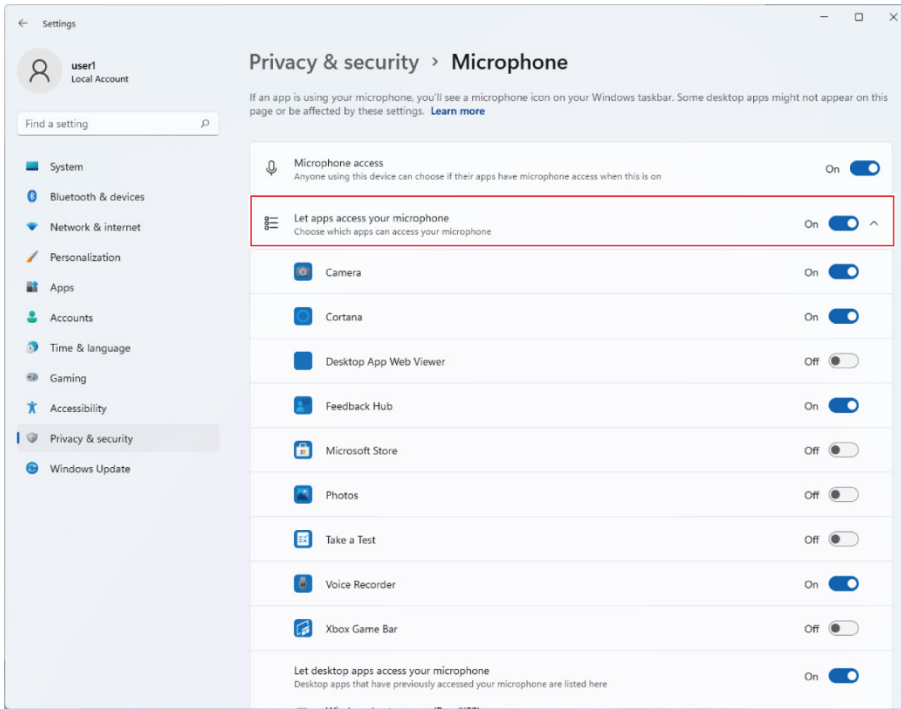 Settings
user1
Local Account
Find a setting
System
Bluetooth & devices
Network & internet
Personalization
Apps
Accounts
Time & language
Gaming
Accessibility
Privacy & security
Windows Update
Privacy & security > Microphone
If an app is using your microphone, you'll see a microphone icon on your Windows taskbar. Some desktop apps might not appear on this
page or be affected by these settings. Learn more
Microphone access
Anyone using this device can choose if their apps have microphone access when this is on
On
Let apps access your microphone
Choose which apps can access your microphone
On
Camera On
Cortana On
Desktop App Web Viewer Off
Feedback Hub On
Microsoft Store Off
Photos Off
Take a Test Off
Voice Recorder On
Xbox Game Bar Off
Let desktop apps access your microphone
Desktop apps that have previously accessed your microphone are listed here
On